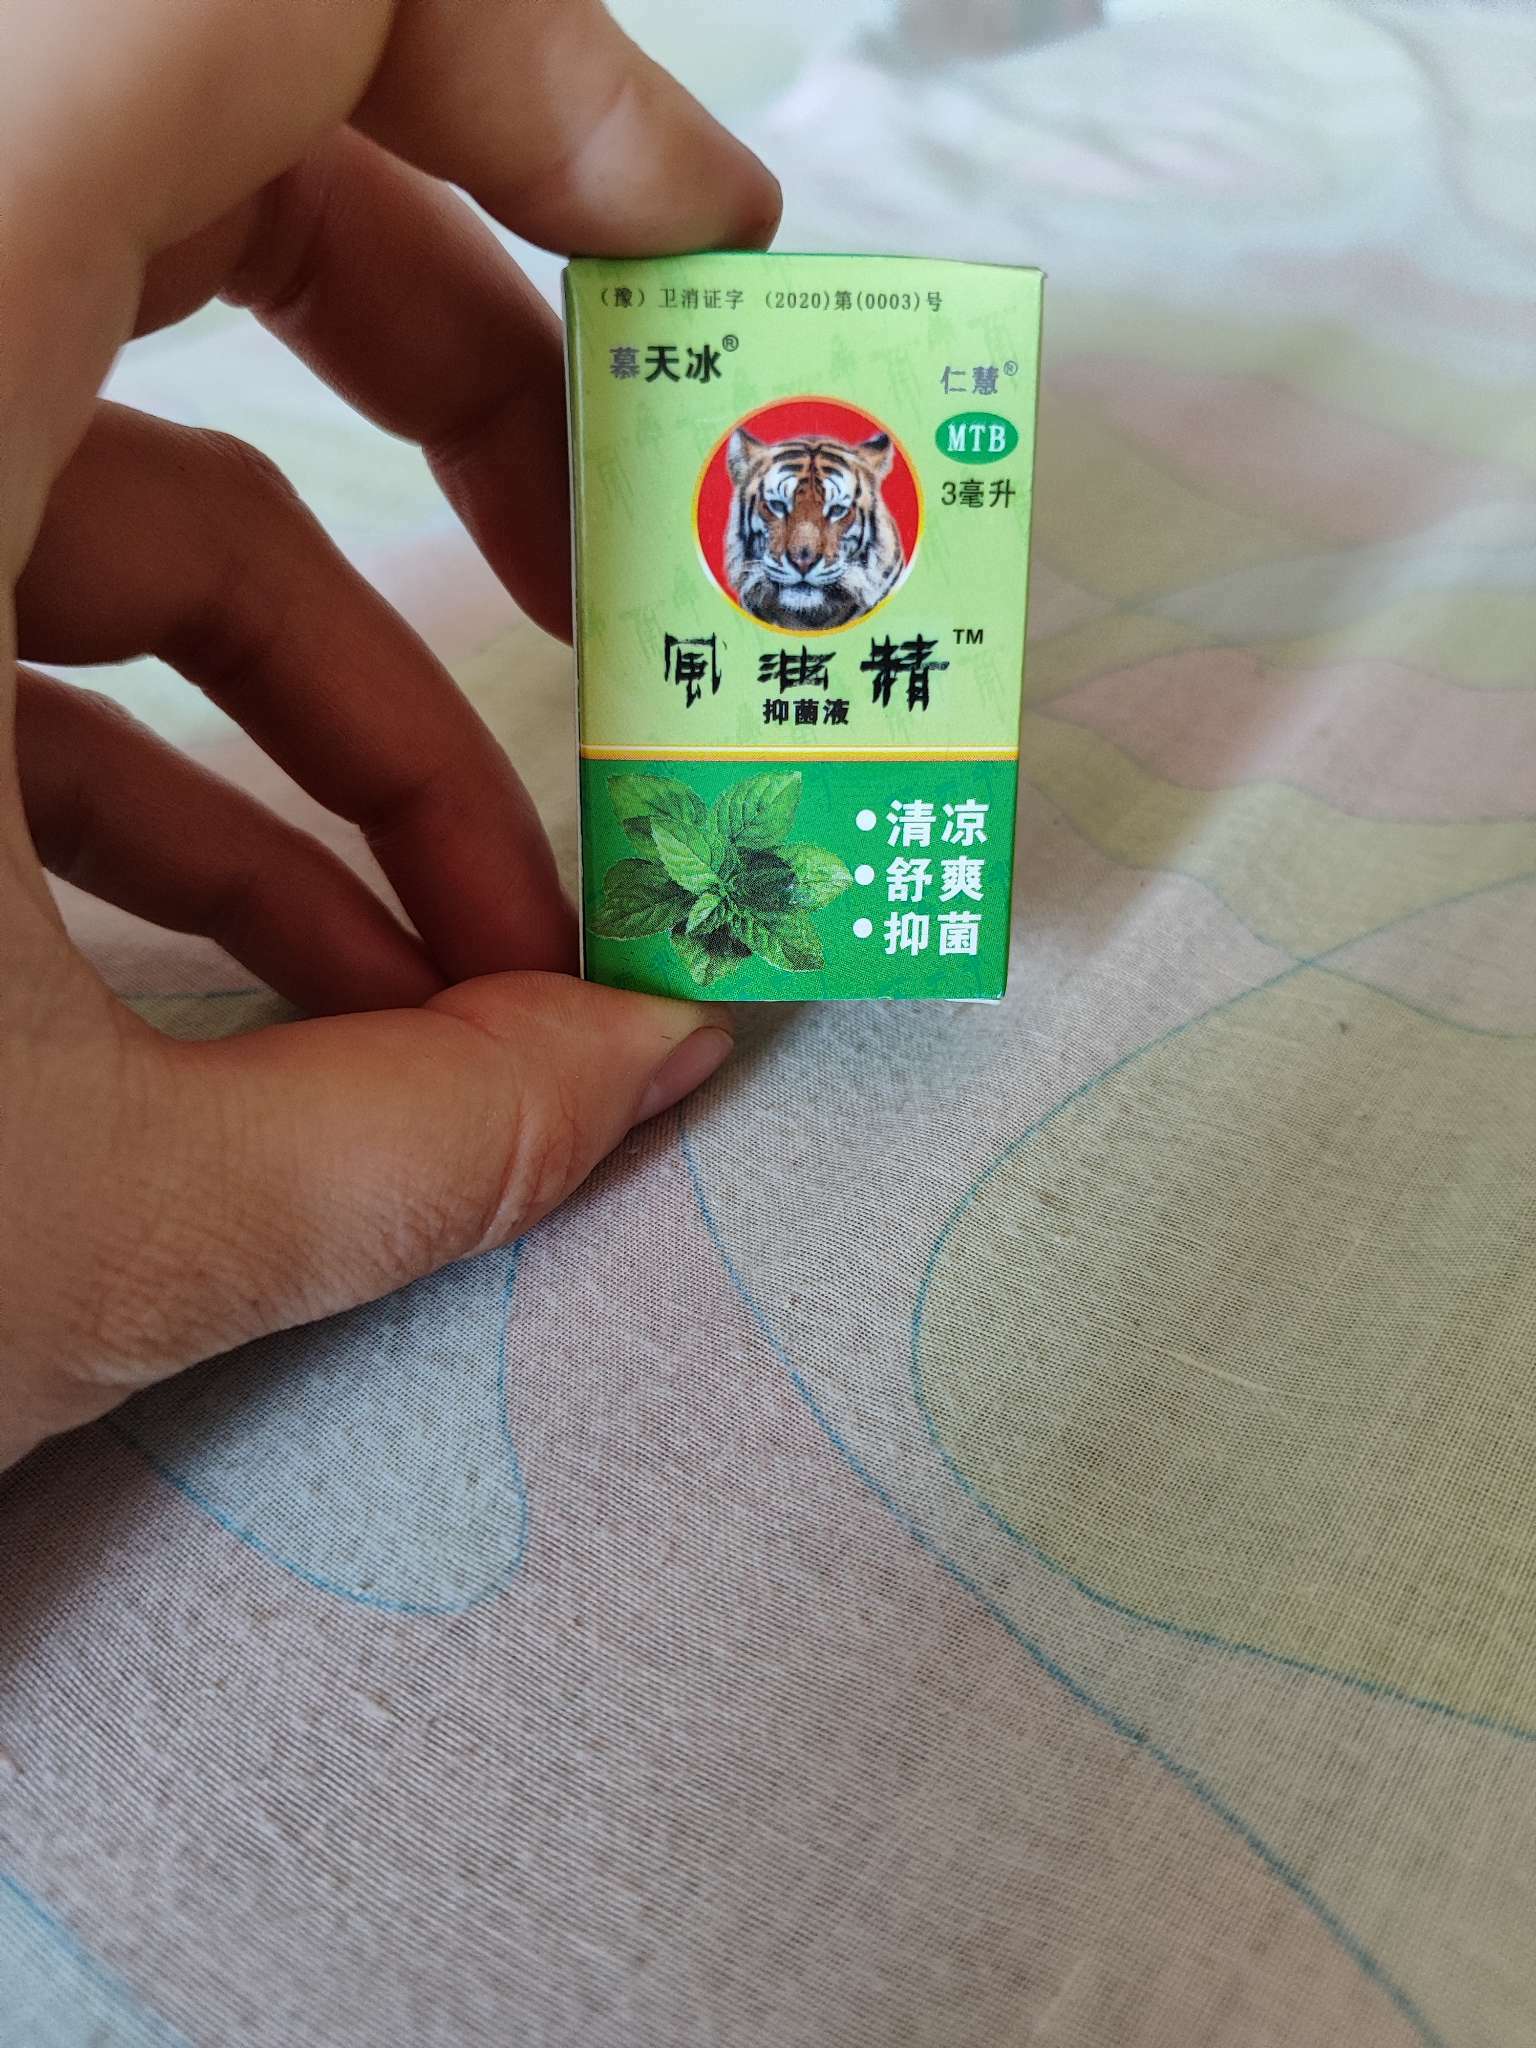 （豫）卫消证字 (2020)第(0003)号
慕天冰®
仁慧®
MTB
3毫升
風油精™
抑菌液
•清凉
•舒爽
•抑菌